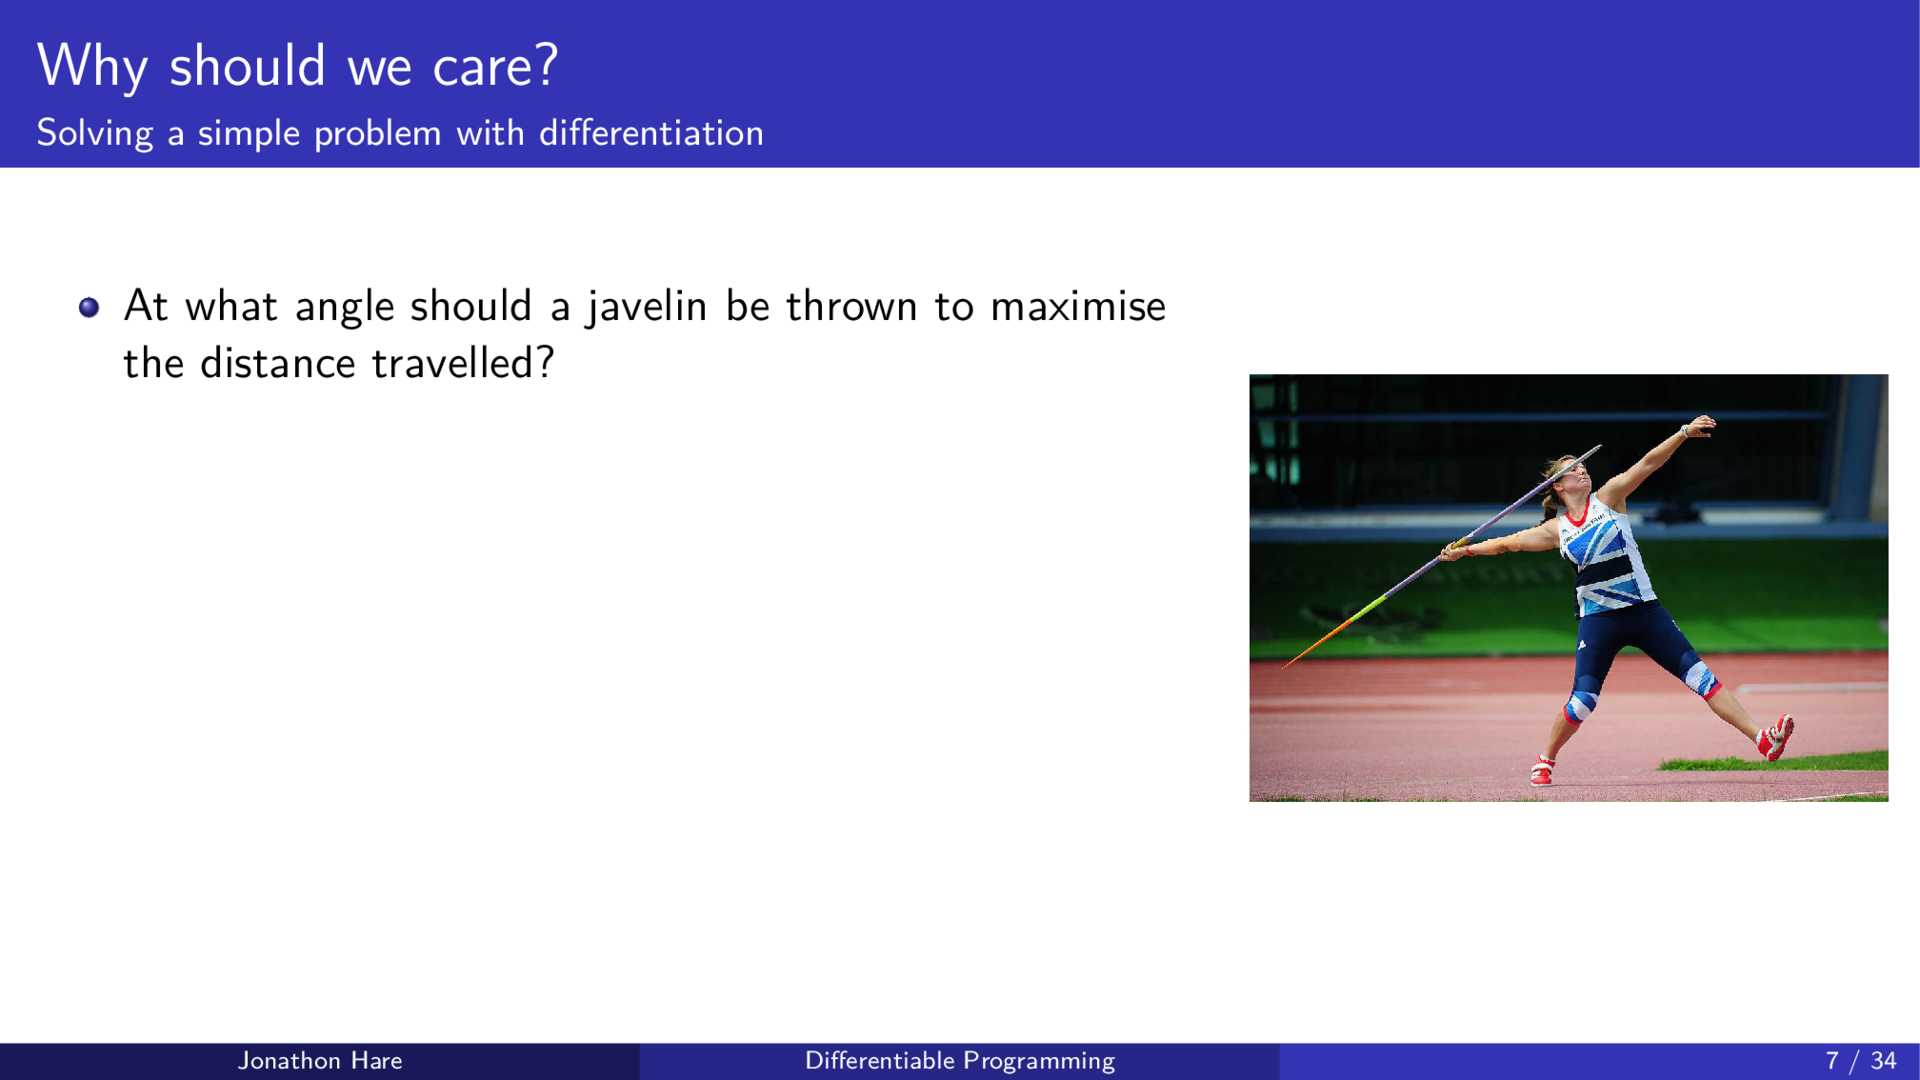 Why should we care?
Solving a simple problem with differentiation
At what angle should a javelin be thrown to maximise
the distance travelled?
Jonathon Hare
Differentiable Programming
7 / 34